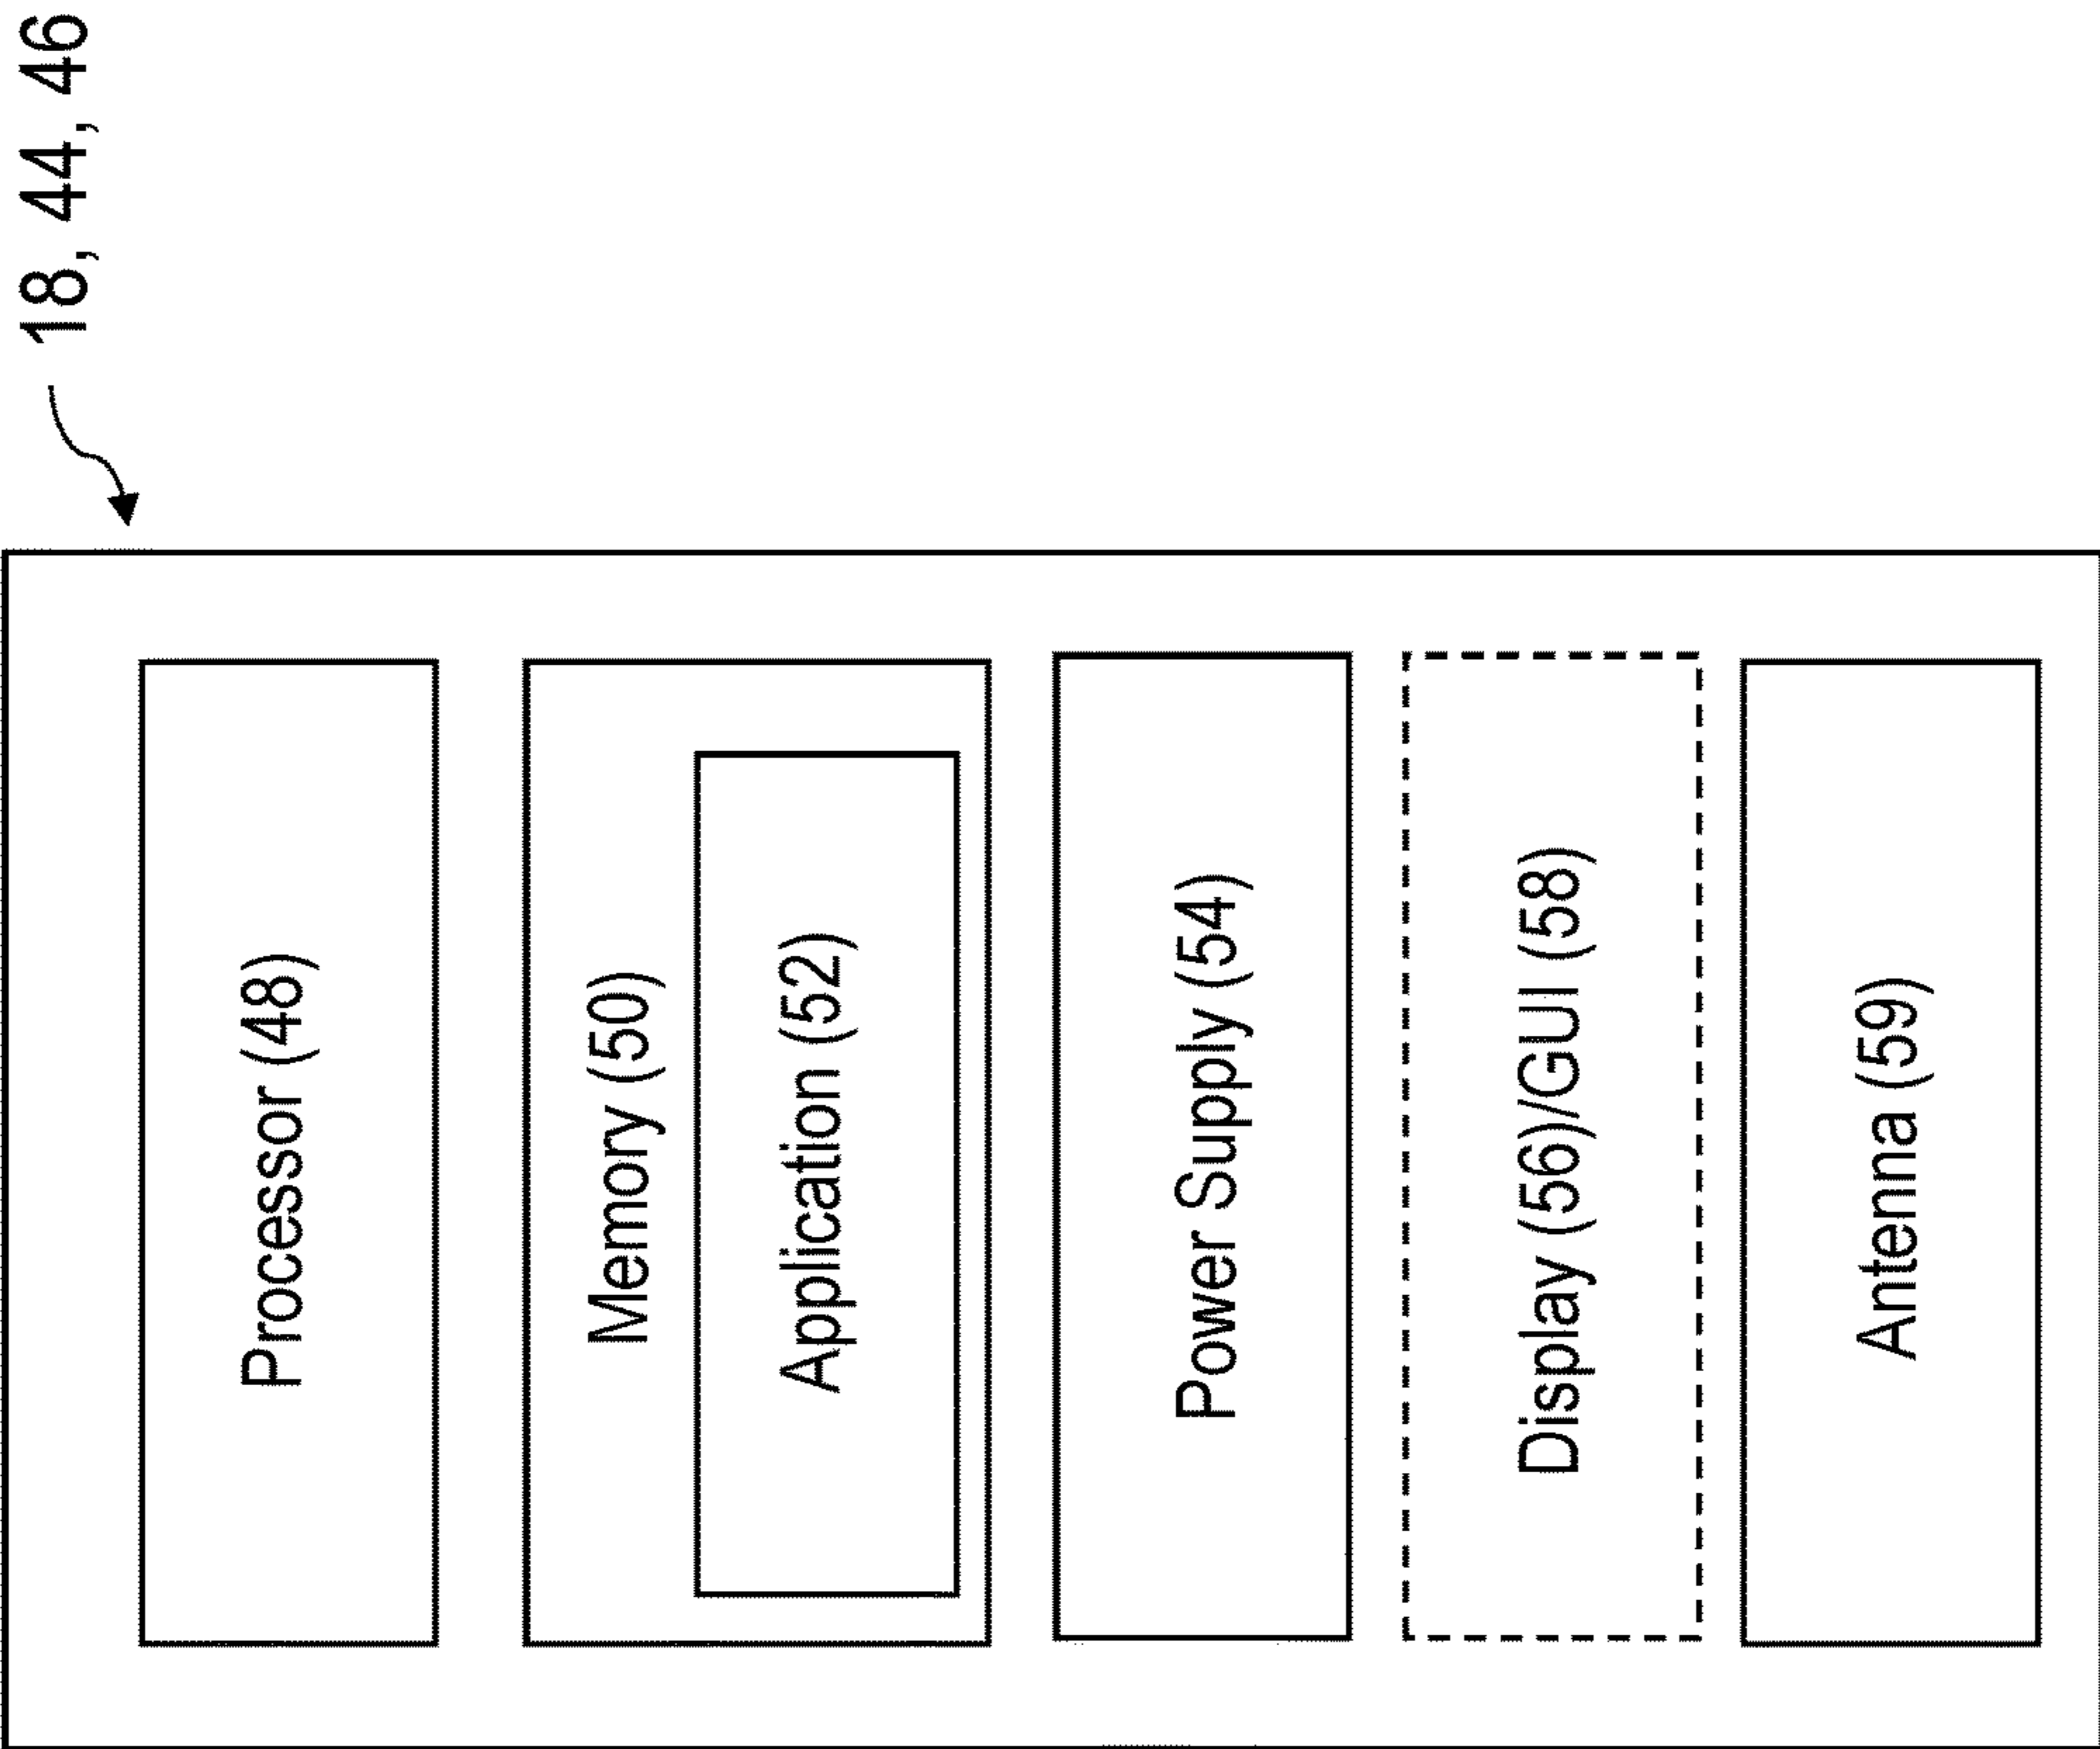 18, 44, 46
Processor (48)
Memory (50)
Application (52)
Power Supply (54)
Display (56)/GUI (58)
Antenna (59)